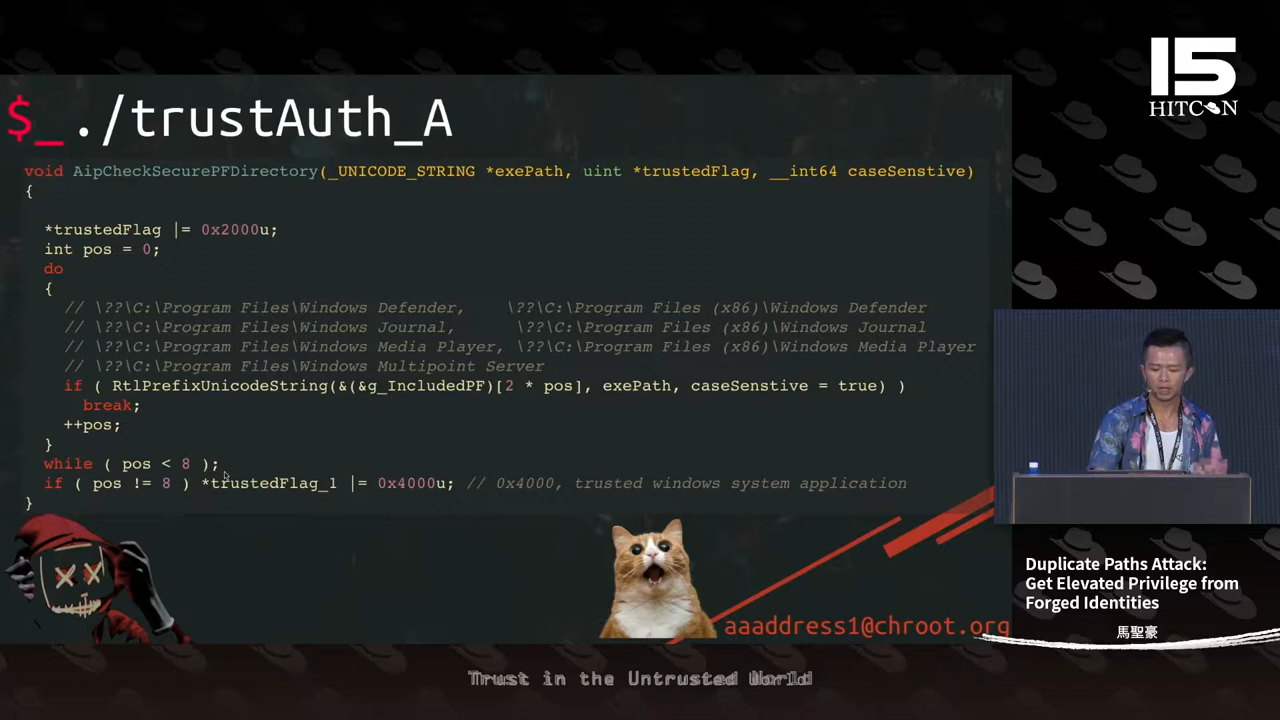 $_ ./trustAuth_A
void AipCheckSecurePFDirectory(_UNICODE_STRING *exePath, uint *trustedFlag, __int64 caseSenstive)
{
*trustedFlag |= 0x2000u;
int pos = 0;
do
{
// \??\C:\Program Files\Windows Defender, \??\C:\Program Files (x86)\Windows Defender
// \??\C:\Program Files\Windows Journal, \??\C:\Program Files (x86)\Windows Journal
// \??\C:\Program Files\Windows Media Player, \??\C:\Program Files (x86)\Windows Media Player
// \??\C:\Program Files\Windows Multipoint Server
if ( RtlPrefixUnicodeString(&(&g_IncludedPF)[2 * pos], exePath, caseSenstive = true) )
break;
++pos;
}
while ( pos < 8 );
if ( pos != 8 ) *trustedFlag_1 |= 0x4000u; // 0x4000, trusted windows system application
}
aaaddress1@chroot.org
15
HITCON
Duplicate Paths Attack:
Get Elevated Privilege from
Forged Identities
馬聖豪
Trust in the Untrusted World